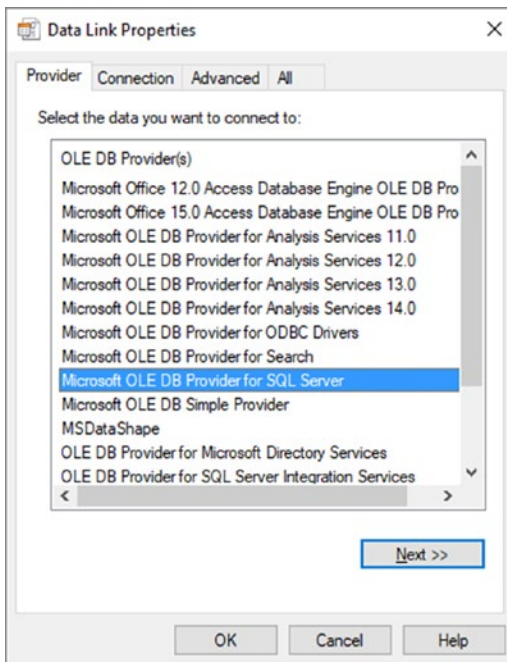 Data Link Properties
Provider Connection Advanced All
Select the data you want to connect to:
OLE DB Provider(s)
Microsoft Office 12.0 Access Database Engine OLE DB Pro
Microsoft Office 15.0 Access Database Engine OLE DB Pro
Microsoft OLE DB Provider for Analysis Services 11.0
Microsoft OLE DB Provider for Analysis Services 12.0
Microsoft OLE DB Provider for Analysis Services 13.0
Microsoft OLE DB Provider for Analysis Services 14.0
Microsoft OLE DB Provider for ODBC Drivers
Microsoft OLE DB Provider for Search
Microsoft OLE DB Provider for SQL Server
Microsoft OLE DB Simple Provider
MSDataShape
OLE DB Provider for Microsoft Directory Services
OLE DB Provider for SQL Server Integration Services
Next >>
OK Cancel Help